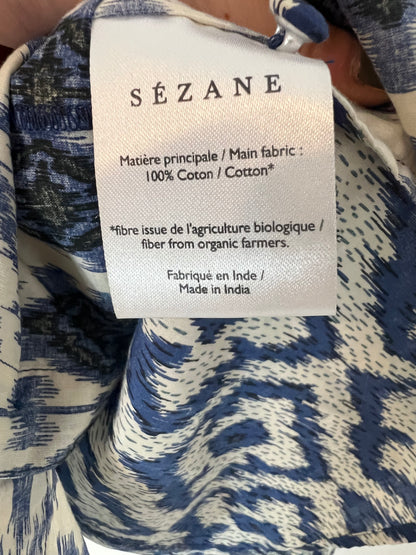 SÉZANE
Matière principale / Main fabric :
100% Coton / Cotton*
*fibre issue de l'agriculture biologique /
fiber from organic farmers.
Fabriqué en Inde /
Made in India